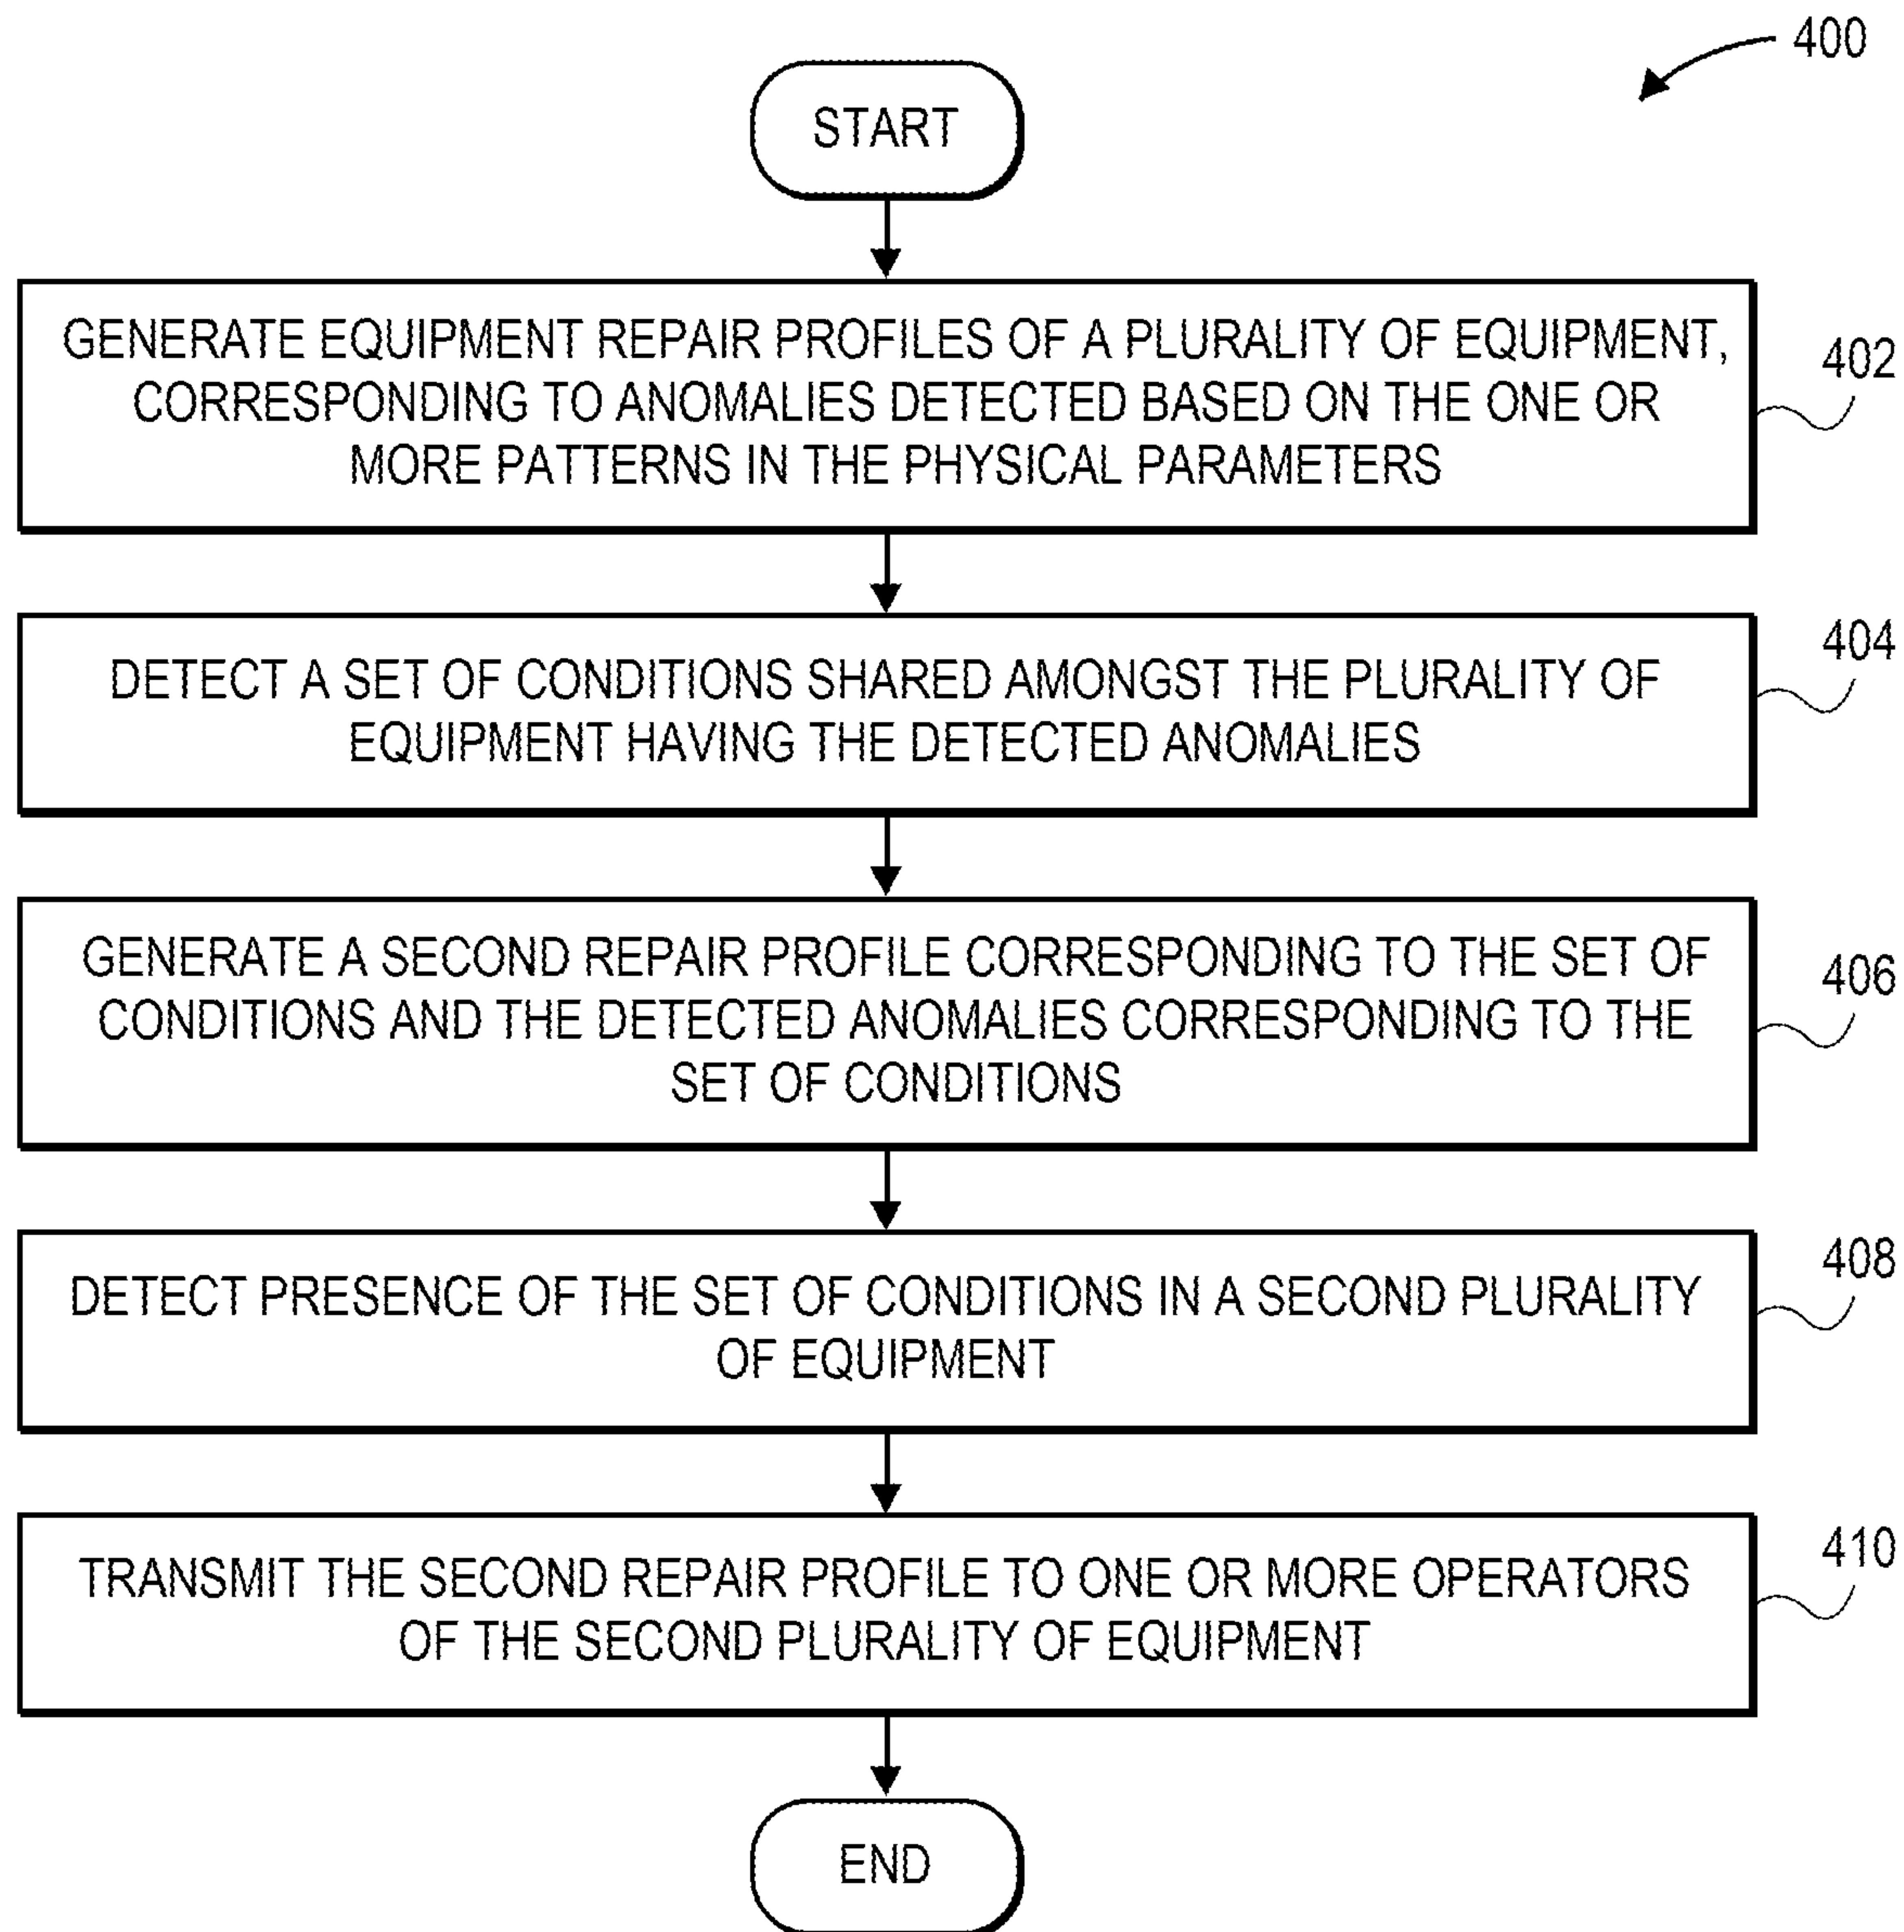 400
START
GENERATE EQUIPMENT REPAIR PROFILES OF A PLURALITY OF EQUIPMENT,
CORRESPONDING TO ANOMALIES DETECTED BASED ON THE ONE OR
MORE PATTERNS IN THE PHYSICAL PARAMETERS
402
DETECT A SET OF CONDITIONS SHARED AMONGST THE PLURALITY OF
EQUIPMENT HAVING THE DETECTED ANOMALIES
404
GENERATE A SECOND REPAIR PROFILE CORRESPONDING TO THE SET OF
CONDITIONS AND THE DETECTED ANOMALIES CORRESPONDING TO THE
SET OF CONDITIONS
406
DETECT PRESENCE OF THE SET OF CONDITIONS IN A SECOND PLURALITY
OF EQUIPMENT
408
TRANSMIT THE SECOND REPAIR PROFILE TO ONE OR MORE OPERATORS
OF THE SECOND PLURALITY OF EQUIPMENT
410
END